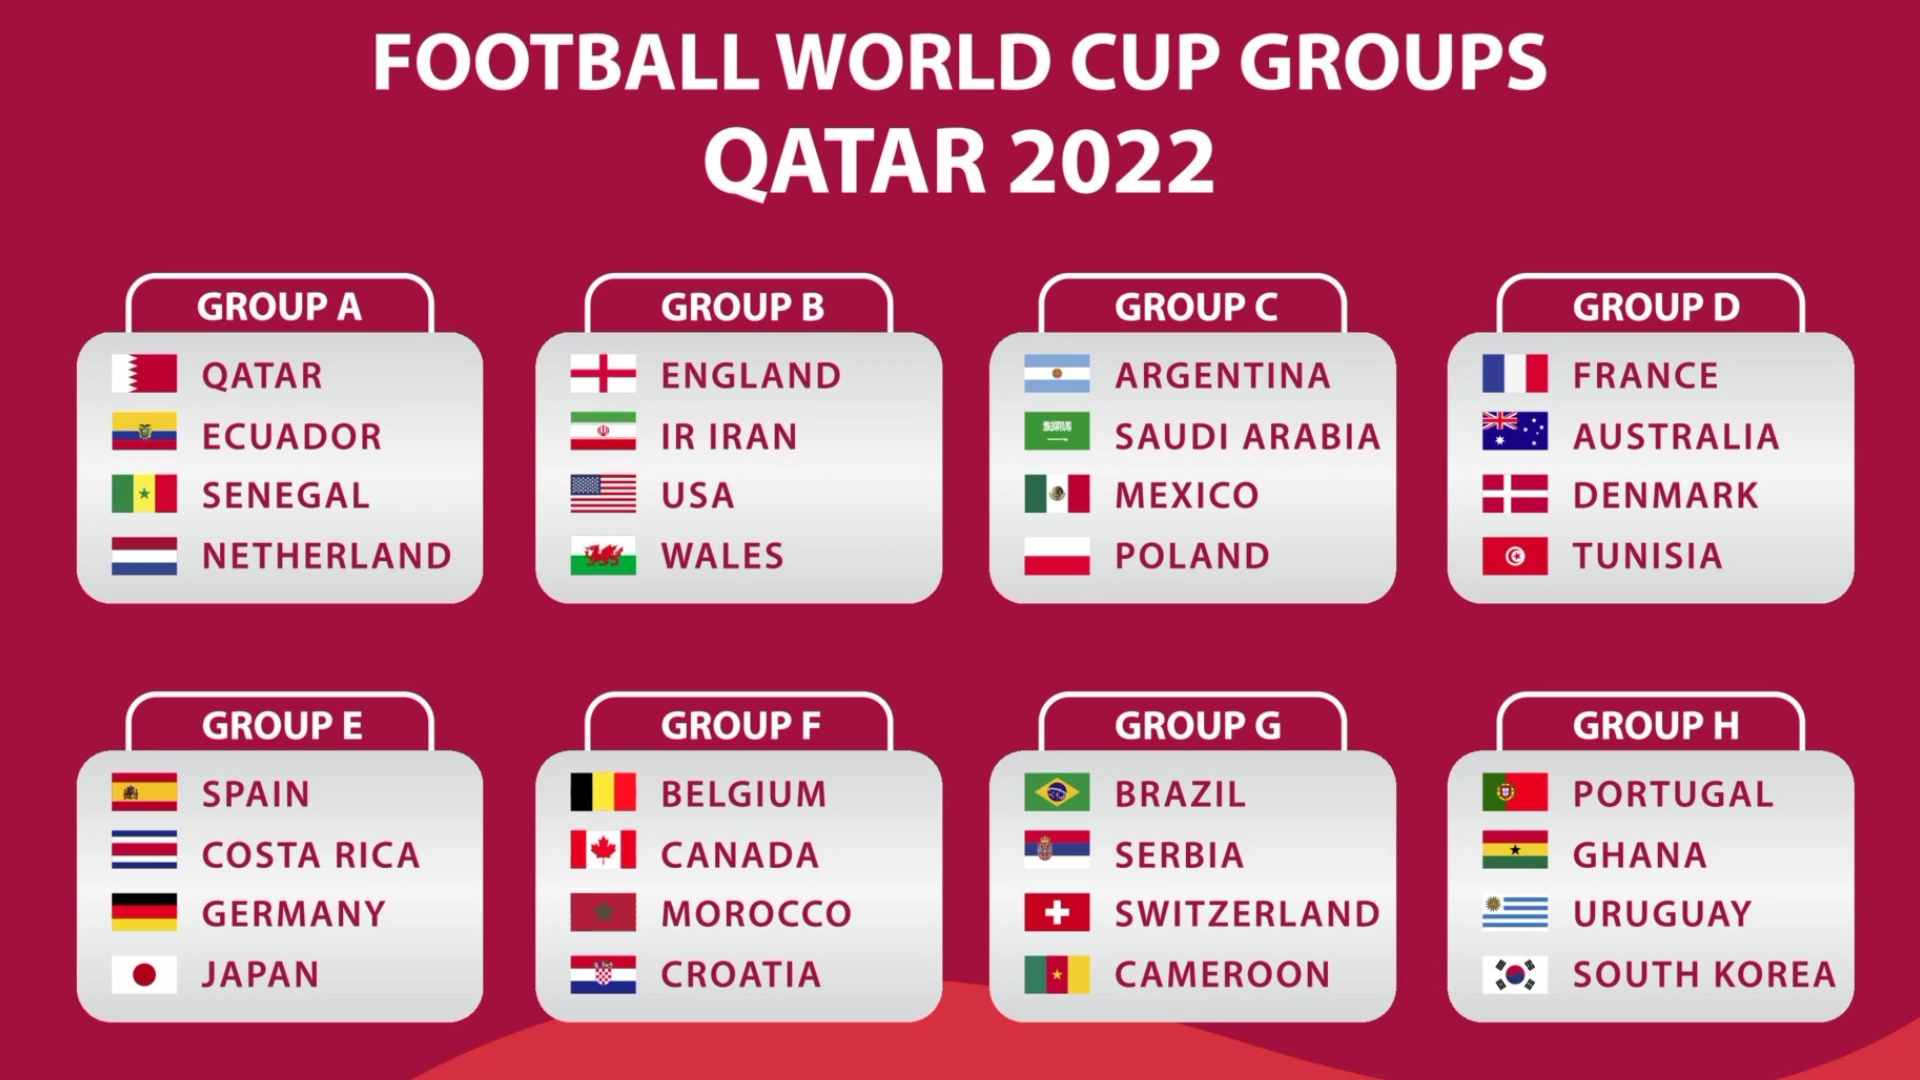 FOOTBALL WORLD CUP GROUPS
QATAR 2022
GROUP A
QATAR
ECUADOR
SENEGAL
NETHERLAND
GROUP B
ENGLAND
IR IRAN
USA
WALES
GROUP C
ARGENTINA
SAUDI ARABIA
MEXICO
POLAND
GROUP D
FRANCE
AUSTRALIA
DENMARK
TUNISIA
GROUP E
SPAIN
COSTA RICA
GERMANY
JAPAN
GROUP F
BELGIUM
CANADA
MOROCCO
CROATIA
GROUP G
BRAZIL
SERBIA
SWITZERLAND
CAMEROON
GROUP H
PORTUGAL
GHANA
URUGUAY
SOUTH KOREA